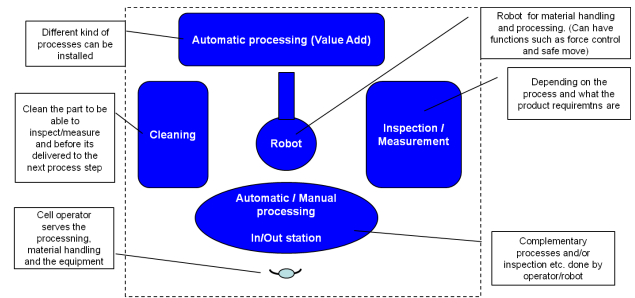 Different kind of
processes can be
installed
Automatic processing (Value Add)
Robot for material handling
and processing. (Can have
functions such as force control
and safe move)
Clean the part to be
able to
inspect/measure
and before its
delivered to the
next process step
Cleaning
Robot
Inspection /
Measurement
Depending on the
process and what the
product requiremtns are
Automatic / Manual
processing
In/Out station
Cell operator
serves the
processning,
material handling
and the equipment
Complementary
processes and/or
inspection etc. done by
operator/robot